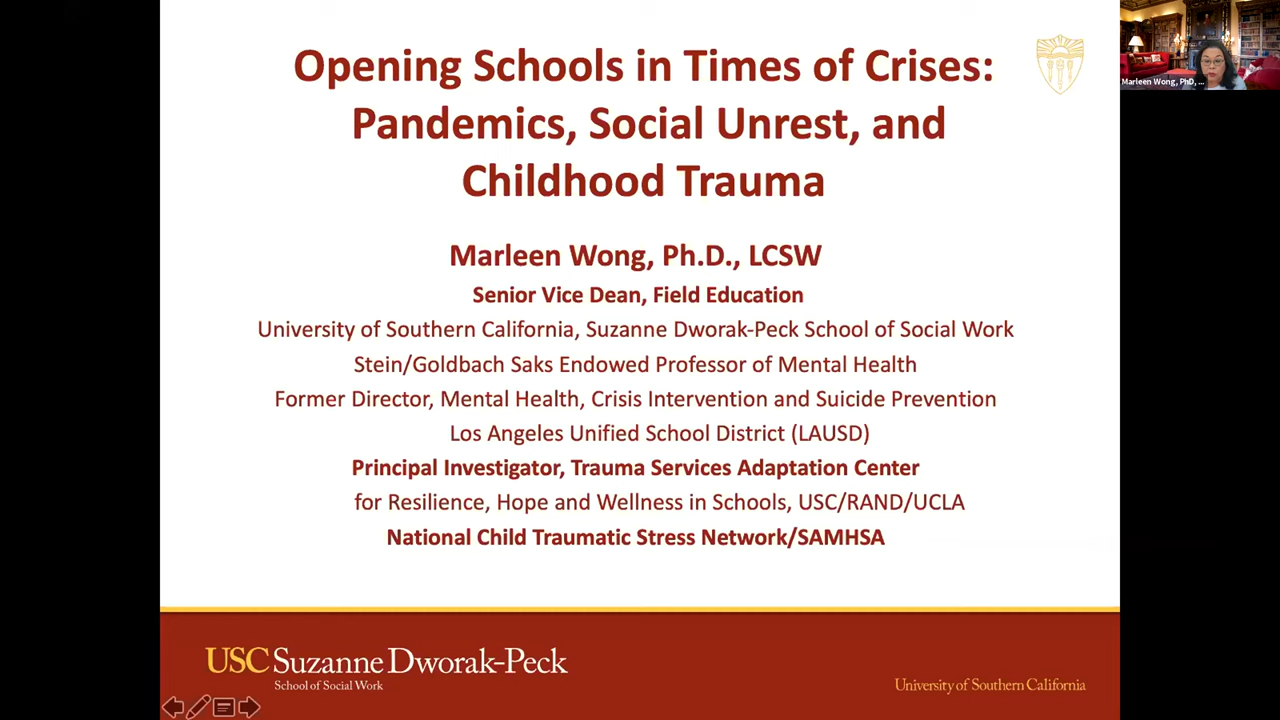 Opening Schools in Times of Crises:
Pandemics, Social Unrest, and
Childhood Trauma
Marleen Wong, PhD, ...
Marleen Wong, Ph.D., LCSW
Senior Vice Dean, Field Education
University of Southern California, Suzanne Dworak-Peck School of Social Work
Stein/Goldbach Saks Endowed Professor of Mental Health
Former Director, Mental Health, Crisis Intervention and Suicide Prevention
Los Angeles Unified School District (LAUSD)
Principal Investigator, Trauma Services Adaptation Center
for Resilience, Hope and Wellness in Schools, USC/RAND/UCLA
National Child Traumatic Stress Network/SAMHSA
USC Suzanne Dworak-Peck
School of Social Work
University of Southern California